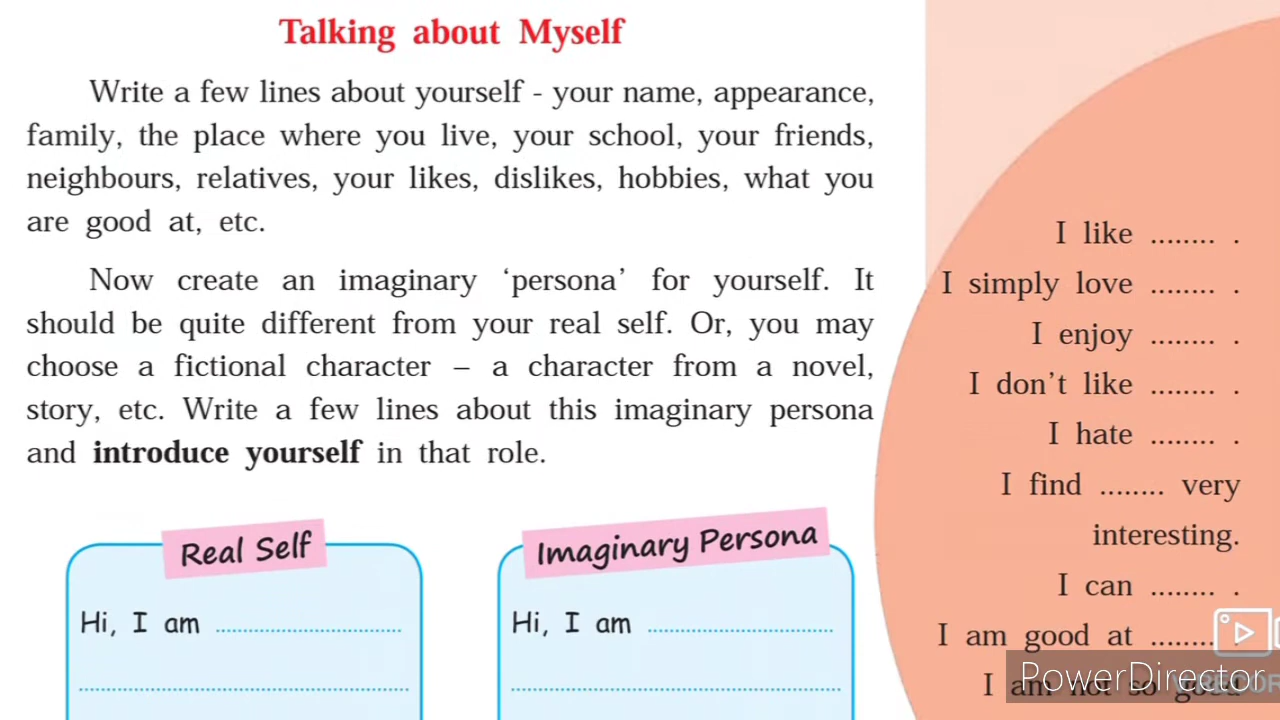 Talking about Myself
Write a few lines about yourself - your name, appearance,
family, the place where you live, your school, your friends,
neighbours, relatives, your likes, dislikes, hobbies, what you
are good at, etc.
Now create an imaginary ‘persona’ for yourself. It
should be quite different from your real self. Or, you may
choose a fictional character – a character from a novel,
story, etc. Write a few lines about this imaginary persona
and introduce yourself in that role.
Real Self
Hi, I am ........................
Imaginary Persona
Hi, I am ........................
I like ........ .
I simply love ........ .
I enjoy ........ .
I don’t like ........ .
I hate ........ .
I find ........ very
interesting.
I can ........ .
I am good at ........ .
I am not so good
PowerDirector